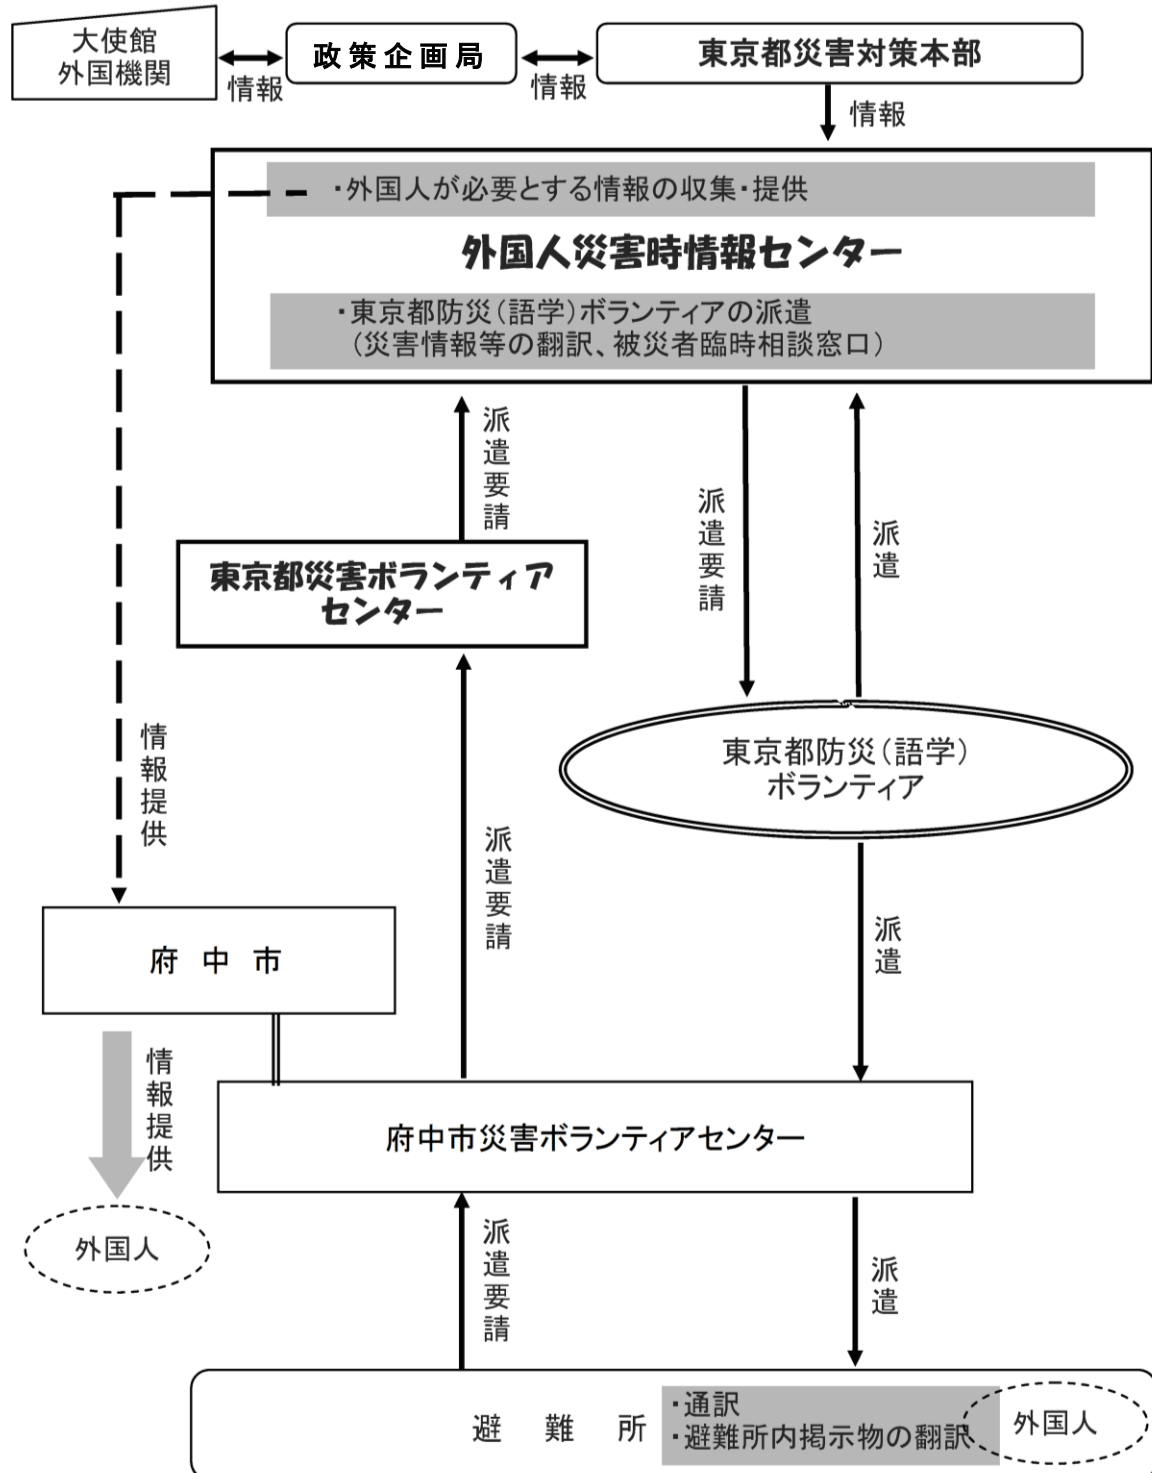 大使館
外国機関
情報
政策企画局
情報
東京都災害対策本部
情報
・外国人が必要とする情報の収集・提供
外国人災害時情報センター
・東京都防災(語学)ボランティアの派遣
(災害情報等の翻訳、被災者臨時相談窓口)
派遣要請
派遣要請
派遣
東京都災害ボランティア
センター
東京都防災(語学)
ボランティア
情報提供
派遣要請
派遣
府中市
情報提供
府中市災害ボランティアセンター
外国人
派遣要請
派遣
避難所
・通訳
・避難所内掲示物の翻訳
外国人